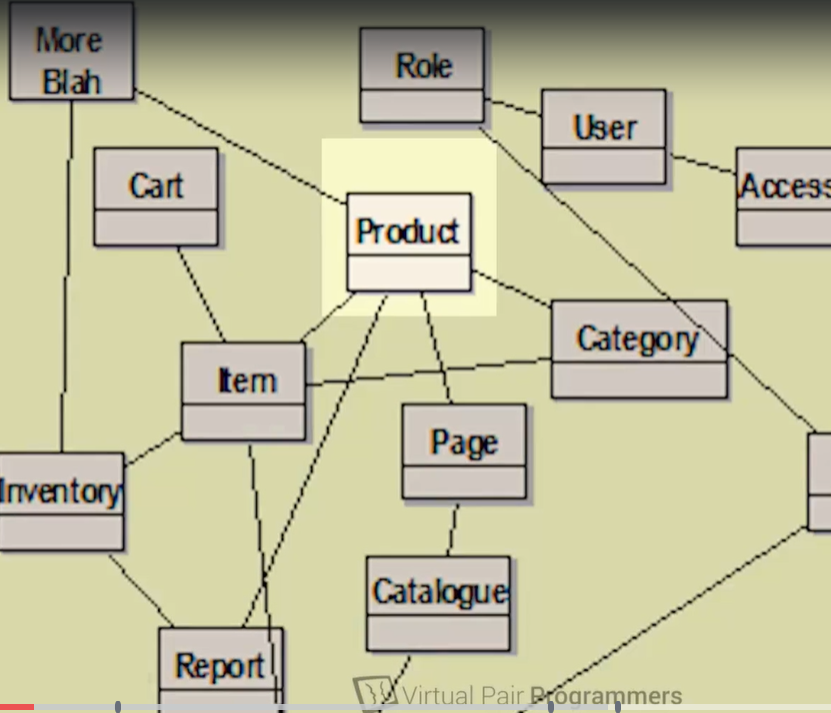 More
Blah
Role
User
Cart
Access
Product
Category
Item
Page
Inventory
Catalogue
Report
Virtual Pair Programmers